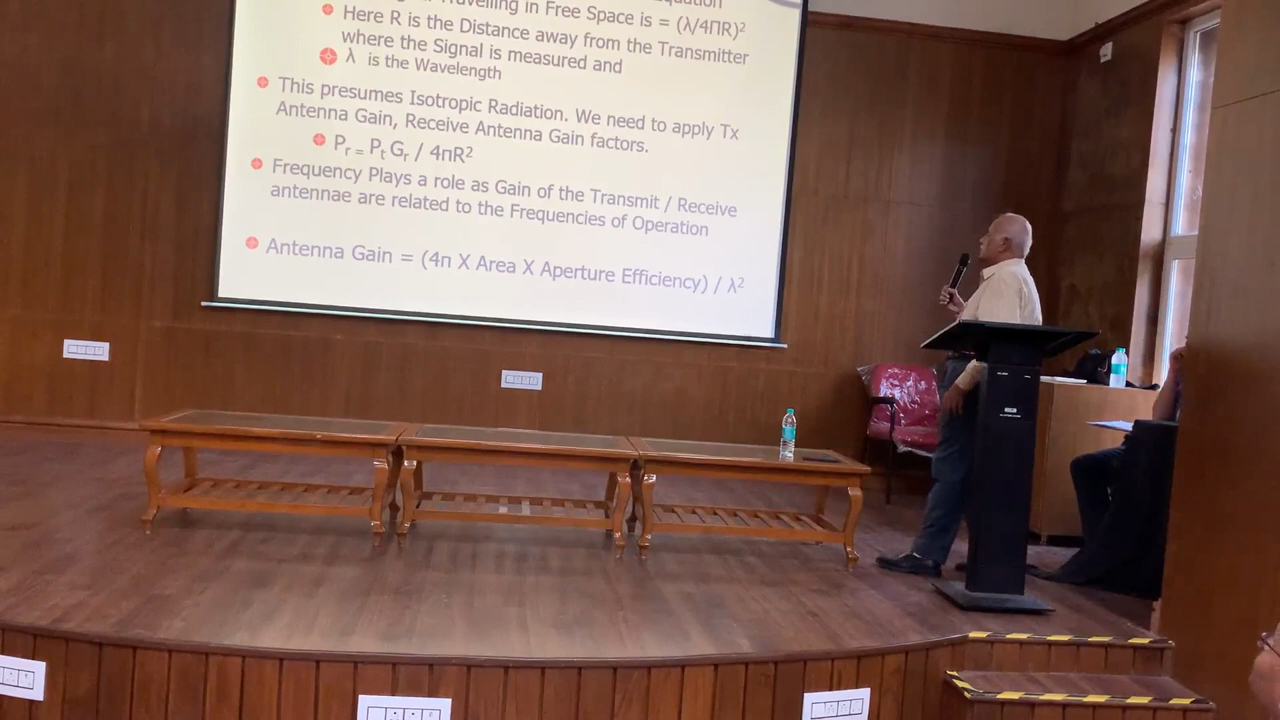 Travelling in Free Space is = (λ/4ΠR)²
Here R is the Distance away from the Transmitter
where the Signal is measured and
λ is the Wavelength
This presumes Isotropic Radiation. We need to apply Tx
Antenna Gain, Receive Antenna Gain factors.
Pr = Pt Gr / 4πR²
Frequency Plays a role as Gain of the Transmit / Receive
antennae are related to the Frequencies of Operation
Antenna Gain = (4π X Area X Aperture Efficiency) / λ²